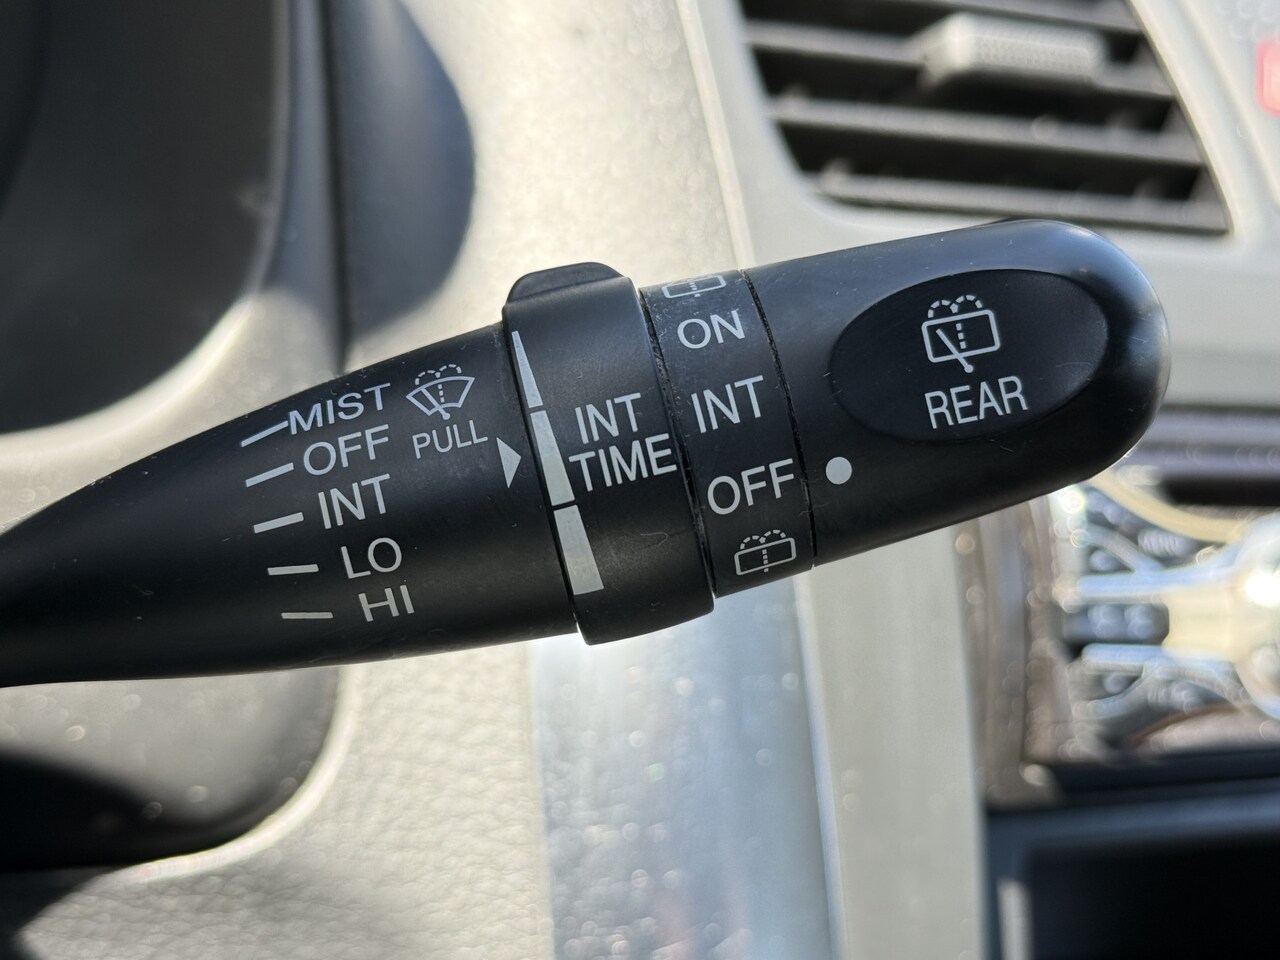 MIST
OFF
INT
LO
HI
PULL
INT
TIME
ON
INT
OFF
REAR